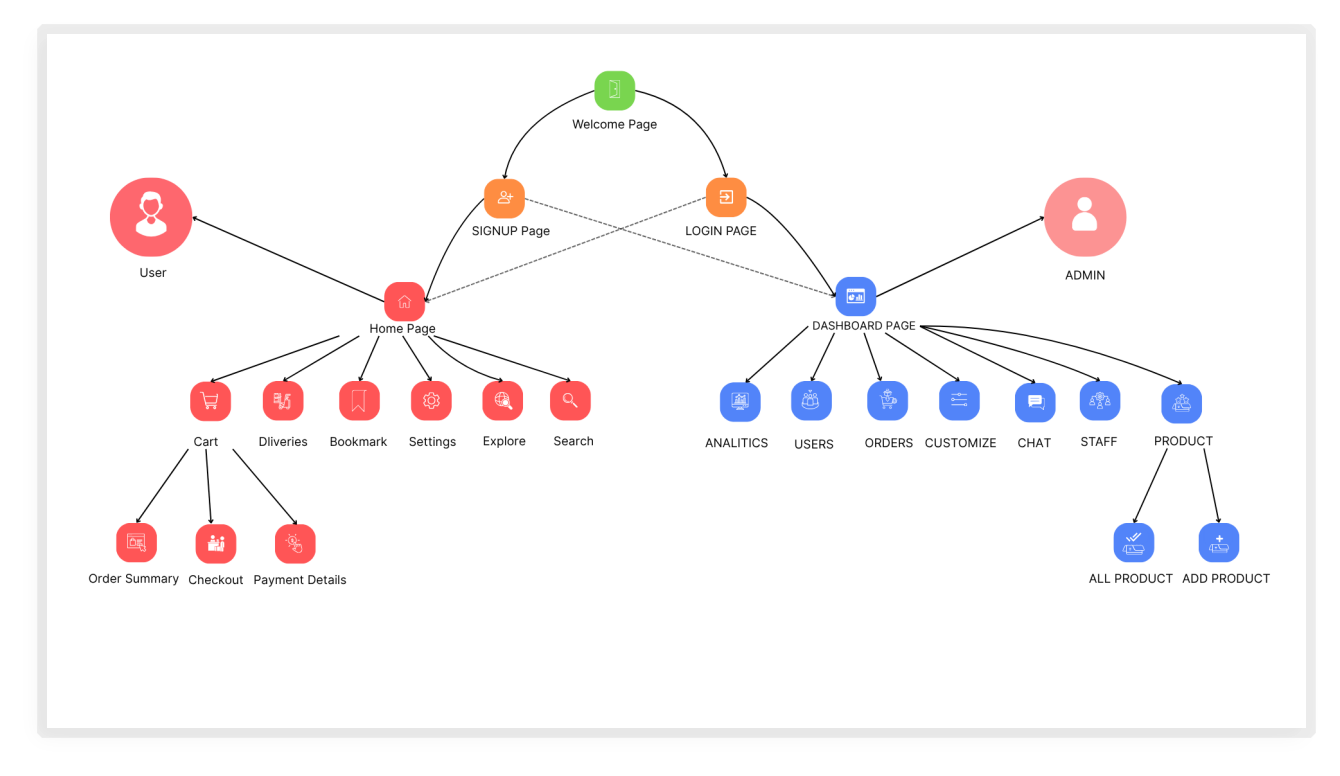 Welcome Page
SIGNUP Page
LOGIN PAGE
User
ADMIN
Home Page
DASHBOARD PAGE
Cart
Dliveries
Bookmark
Settings
Explore
Search
ANALITICS
USERS
ORDERS
CUSTOMIZE
CHAT
STAFF
PRODUCT
Order Summary
Checkout
Payment Details
ALL PRODUCT
ADD PRODUCT